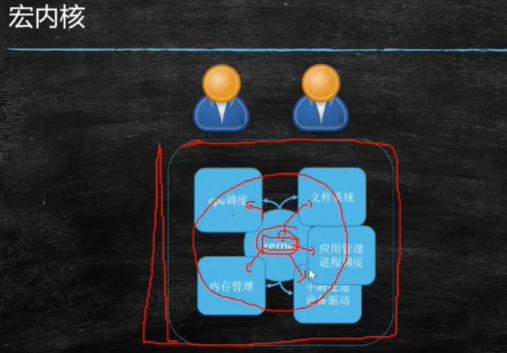 宏内核
cpu调度
文件系统
kernel
应用管理
进程调度
内存管理
中断处理
设备驱动